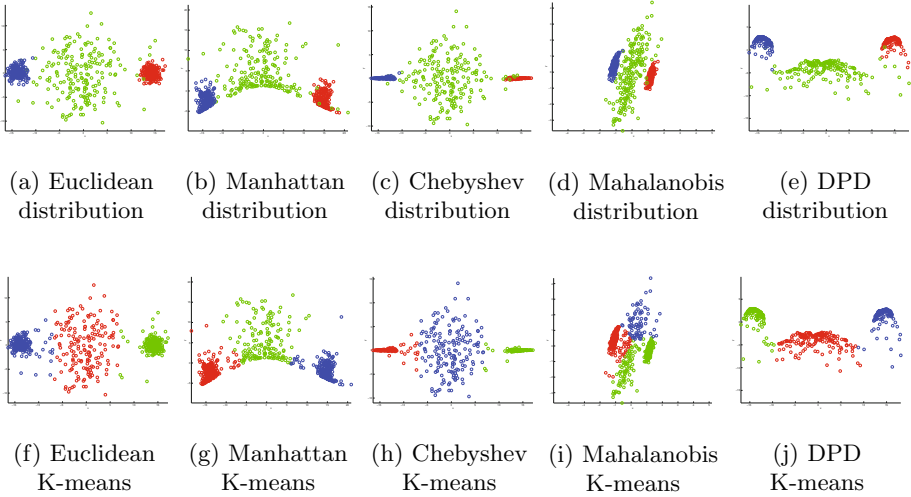 (a) Euclidean distribution
(b) Manhattan distribution
(c) Chebyshev distribution
(d) Mahalanobis distribution
(e) DPD distribution
(f) Euclidean K-means
(g) Manhattan K-means
(h) Chebyshev K-means
(i) Mahalanobis K-means
(j) DPD K-means